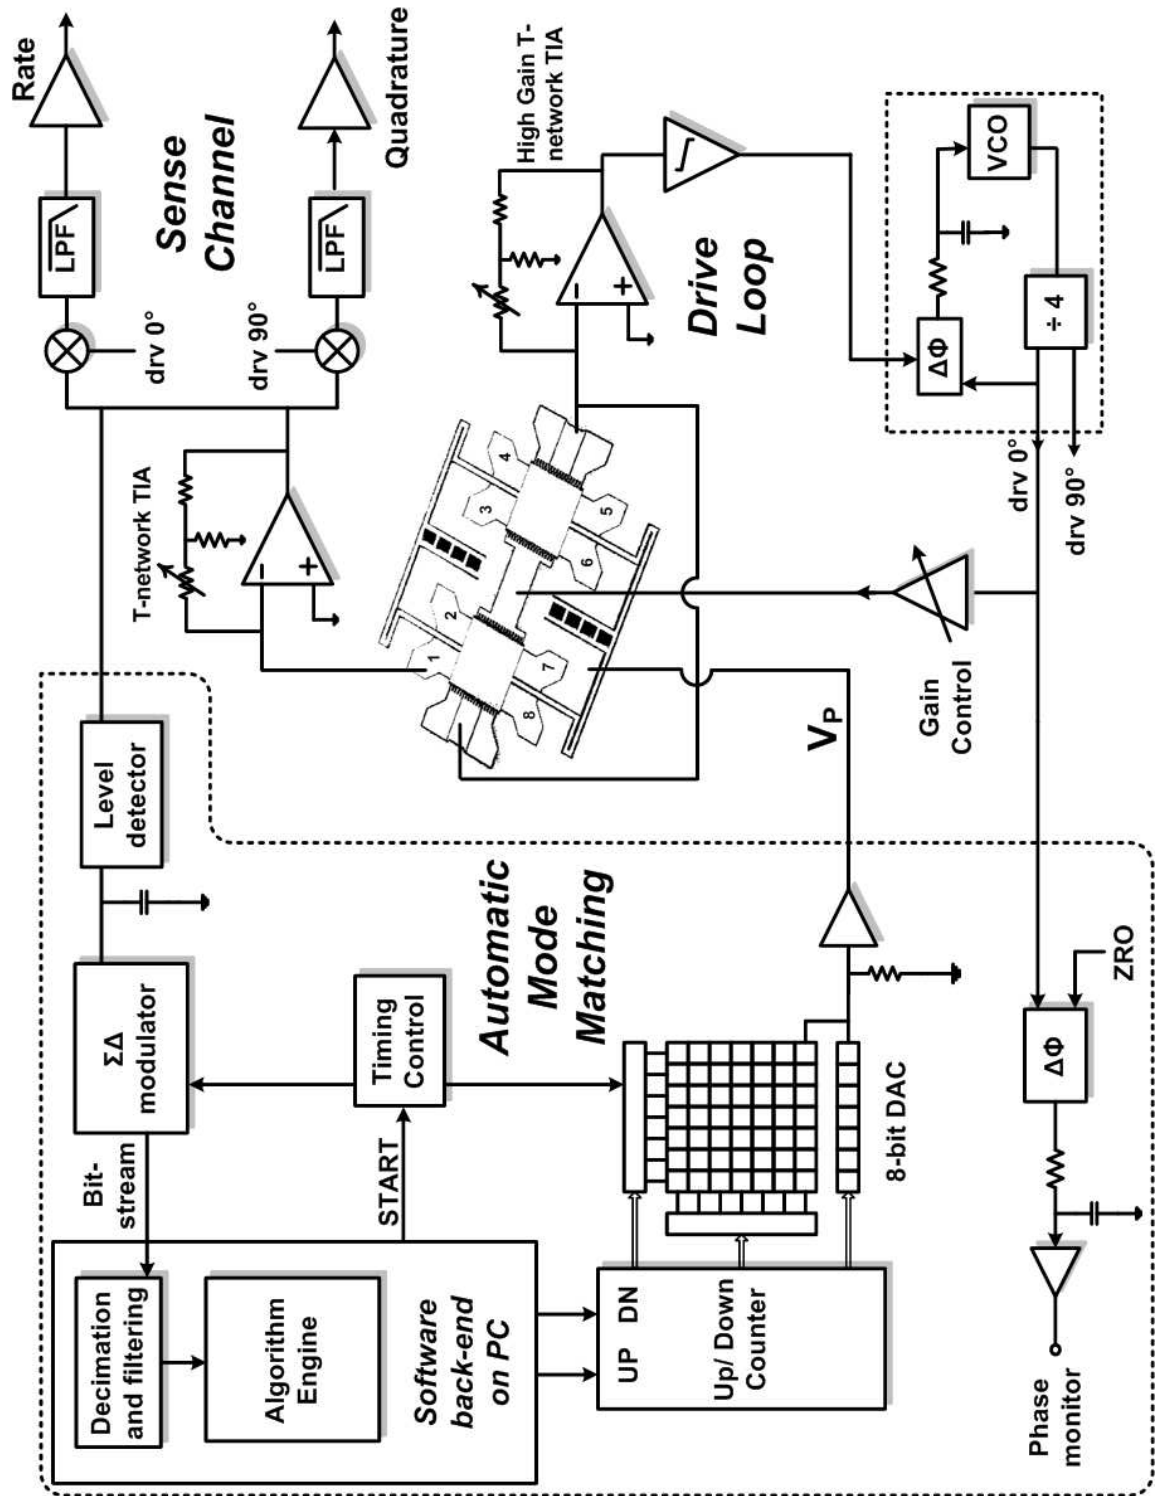 Decimation
and filtering
Algorithm
Engine
Software
back-end
on PC
Bit-
stream
START
ΣΔ
modulator
Timing
Control
Level
detector
Automatic
Mode
Matching
UP DN
Up/ Down
Counter
8-bit DAC
V_P
Phase
monitor
ΔΦ
ZRO
T-network TIA
−
+
Rate
LPF
drv 0°
drv 90°
LPF
Quadrature
Sense
Channel
1
2
3
4
5
6
7
8
High Gain T-
network TIA
−
+
Drive
Loop
Gain
Control
ΔΦ
VCO
÷ 4
drv 0°
drv 90°